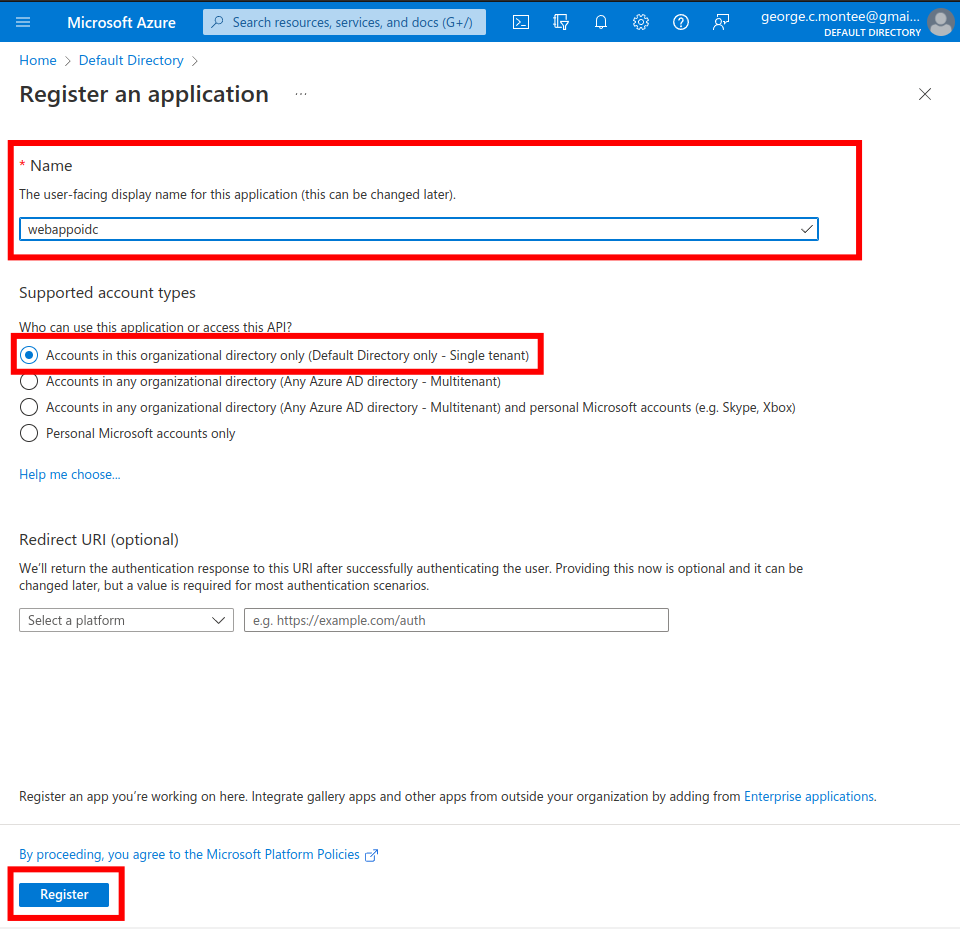 Microsoft Azure
Search resources, services, and docs (G+/)
george.c.montee@gmai...
DEFAULT DIRECTORY
Home > Default Directory >
Register an application ...
* Name
The user-facing display name for this application (this can be changed later).
webappoidc
Supported account types
Who can use this application or access this API?
Accounts in this organizational directory only (Default Directory only - Single tenant)
Accounts in any organizational directory (Any Azure AD directory - Multitenant)
Accounts in any organizational directory (Any Azure AD directory - Multitenant) and personal Microsoft accounts (e.g. Skype, Xbox)
Personal Microsoft accounts only
Help me choose...
Redirect URI (optional)
We'll return the authentication response to this URI after successfully authenticating the user. Providing this now is optional and it can be
changed later, but a value is required for most authentication scenarios.
Select a platform
e.g. https://example.com/auth
Register an app you're working on here. Integrate gallery apps and other apps from outside your organization by adding from Enterprise applications.
By proceeding, you agree to the Microsoft Platform Policies
Register